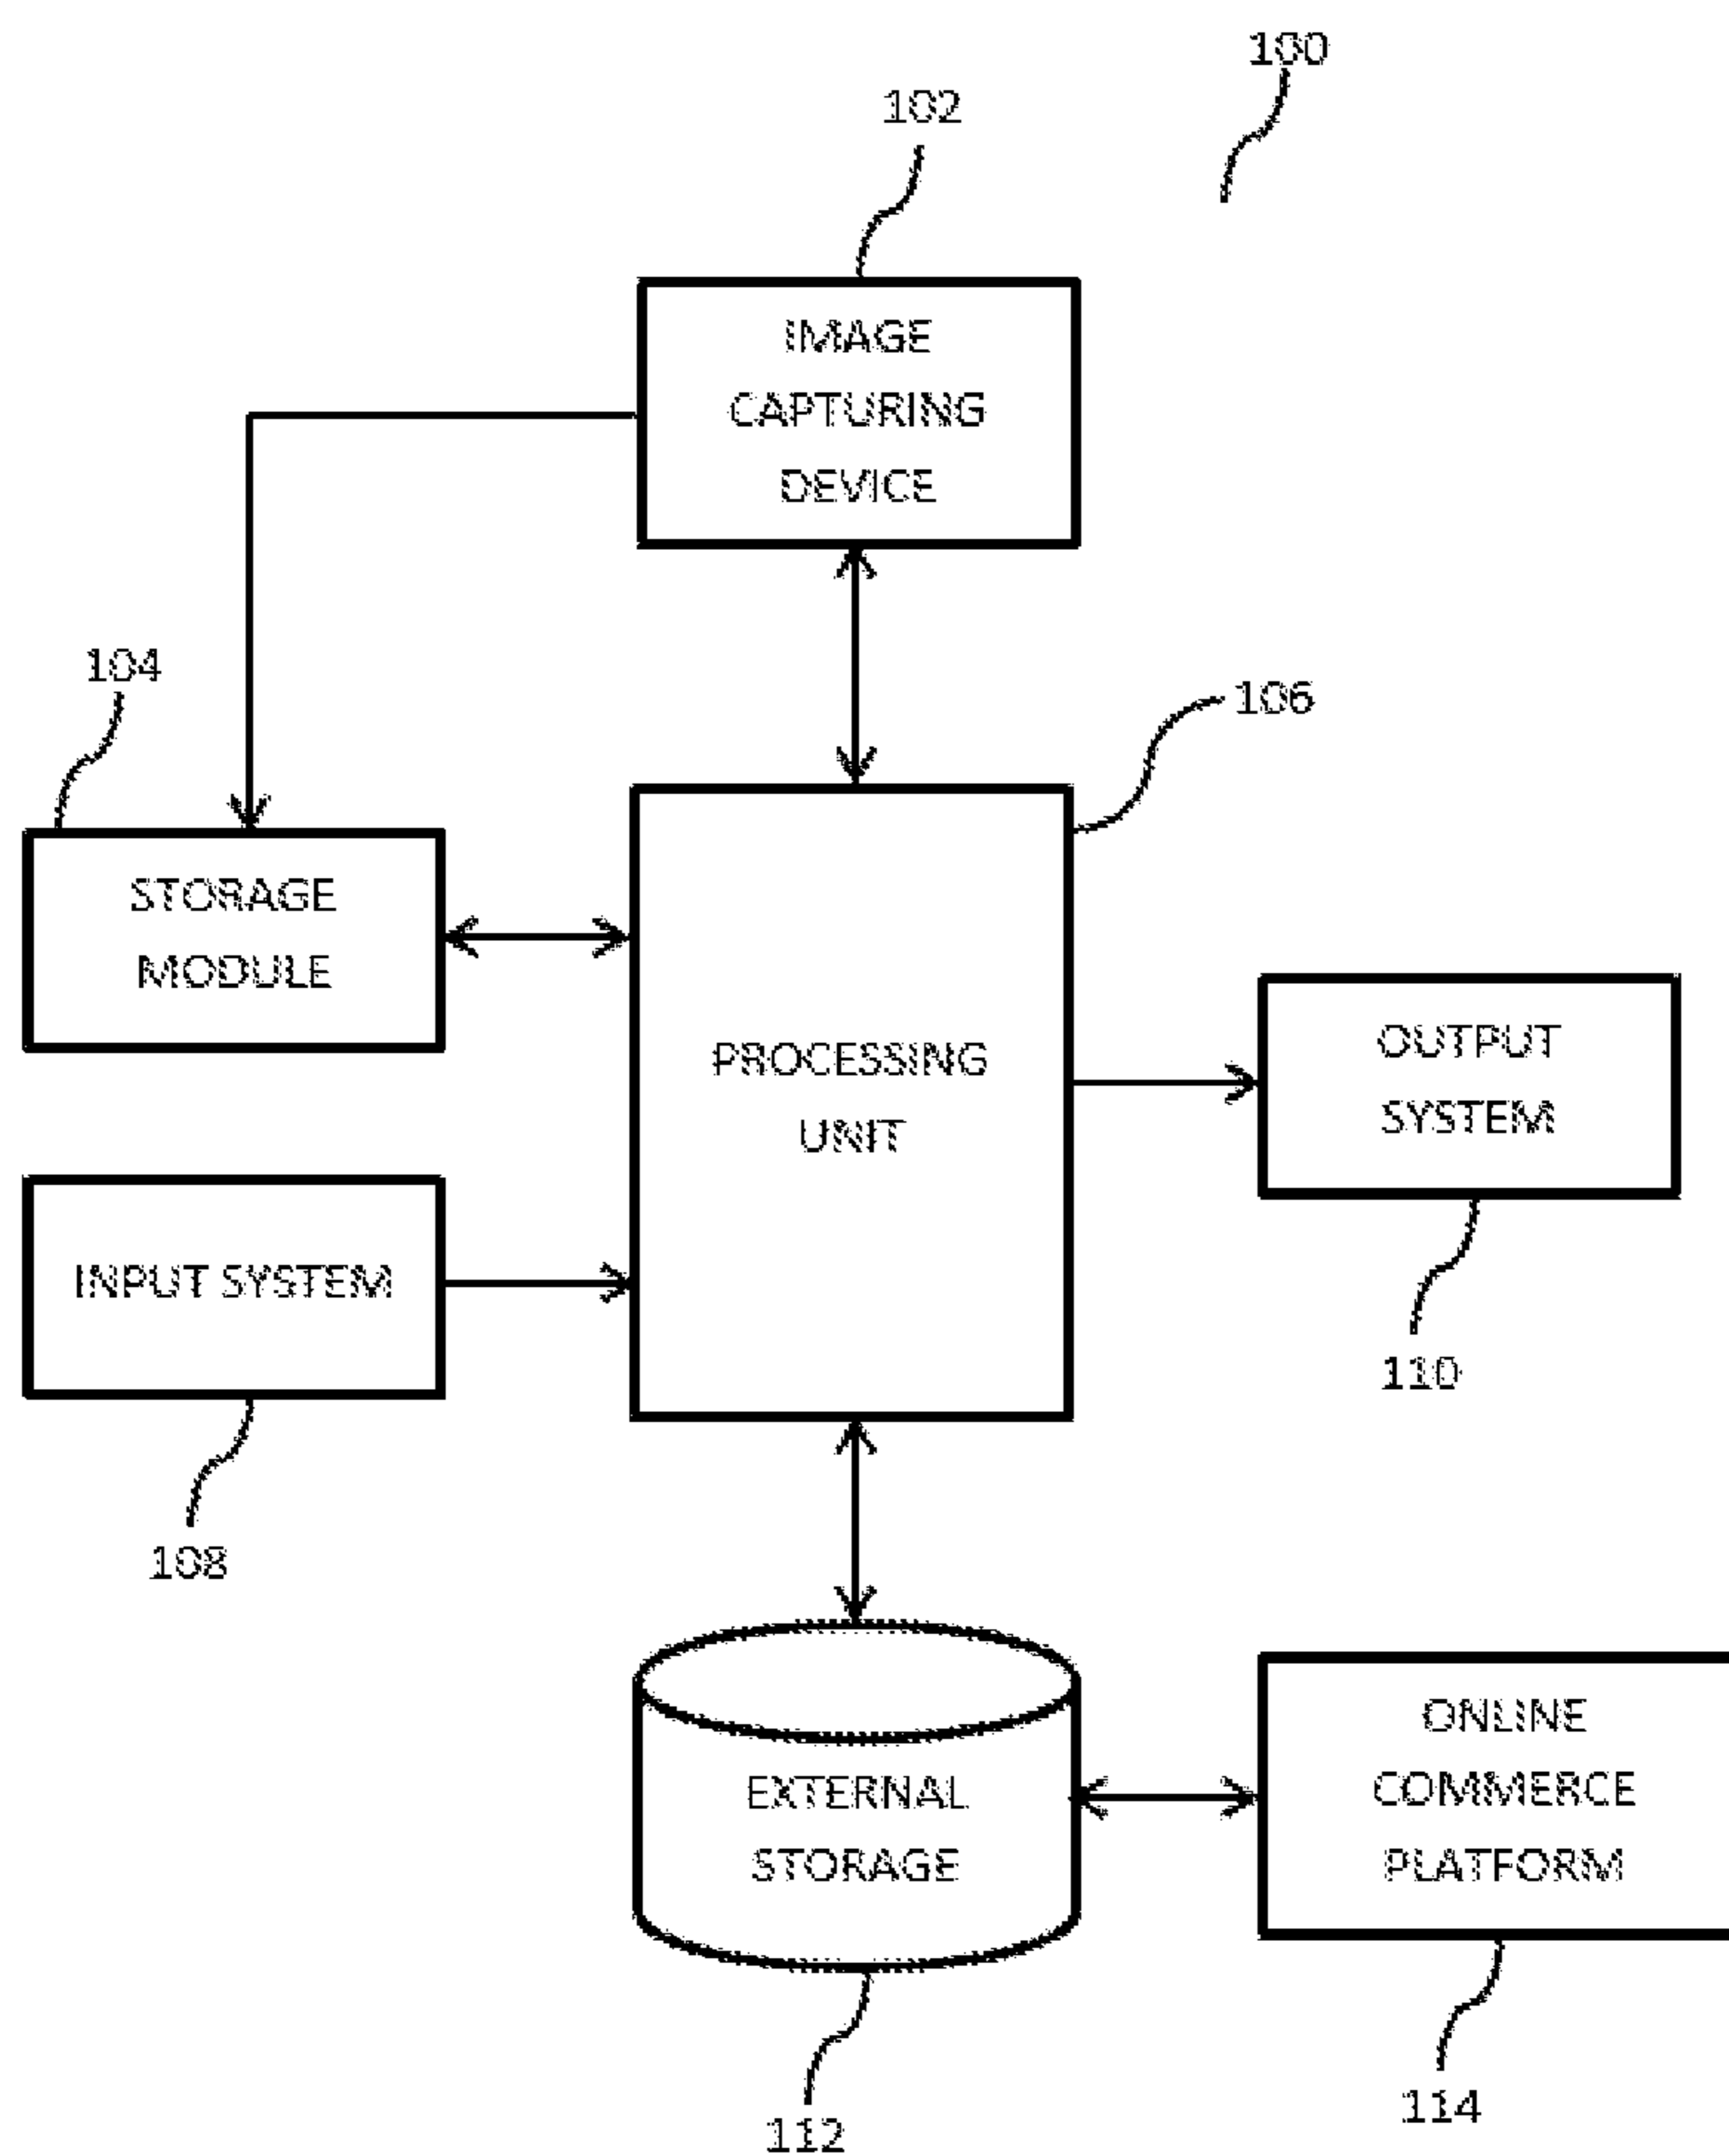 100
102
IMAGE
CAPTURING
DEVICE
104
106
STORAGE
MODULE
PROCESSING
UNIT
OUTPUT
SYSTEM
INPUT SYSTEM
110
108
EXTERNAL
STORAGE
ONLINE
COMMERCE
PLATFORM
112
114